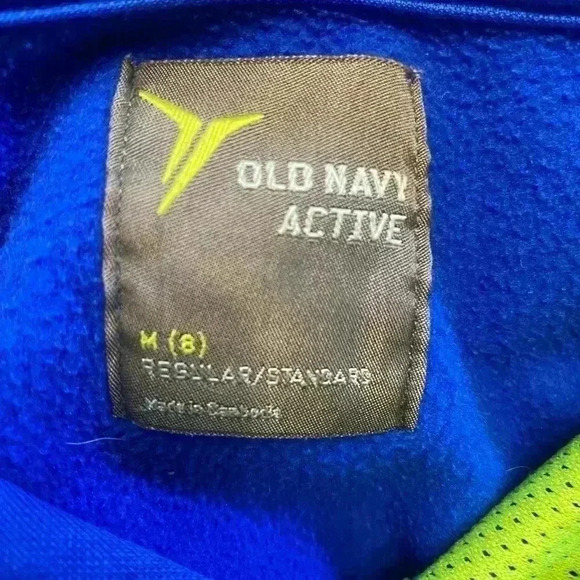 OLD NAVY
ACTIVE
M (8)
REGULAR/STANDARD
Made in Cambodia